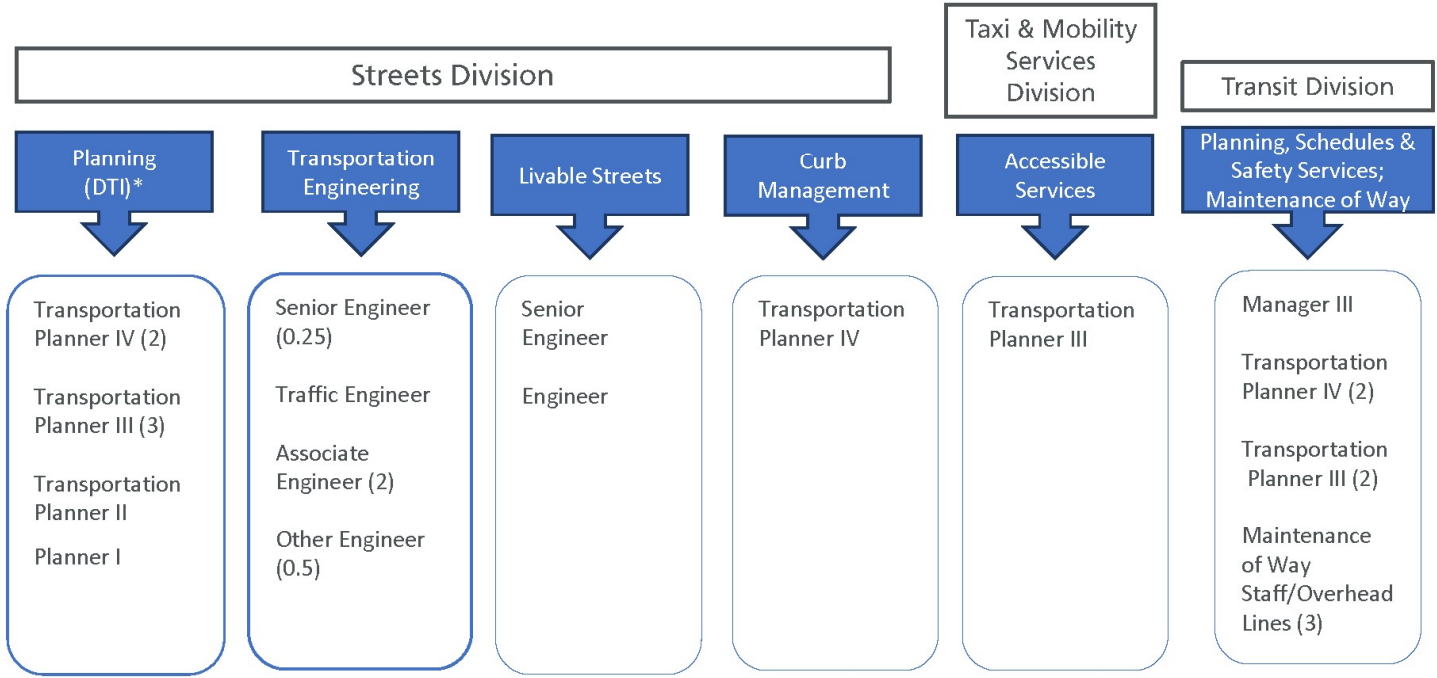 Streets Division
Taxi & Mobility
Services
Division
Transit Division
Planning
(DTI)*
Transportation
Engineering
Livable Streets
Curb
Management
Accessible
Services
Planning, Schedules &
Safety Services;
Maintenance of Way
Transportation
Planner IV (2)
Transportation
Planner III (3)
Transportation
Planner II
Planner I
Senior Engineer
(0.25)
Traffic Engineer
Associate
Engineer (2)
Other Engineer
(0.5)
Senior
Engineer
Engineer
Transportation
Planner IV
Transportation
Planner III
Manager III
Transportation
Planner IV (2)
Transportation
Planner III (2)
Maintenance
of Way
Staff/Overhead
Lines (3)